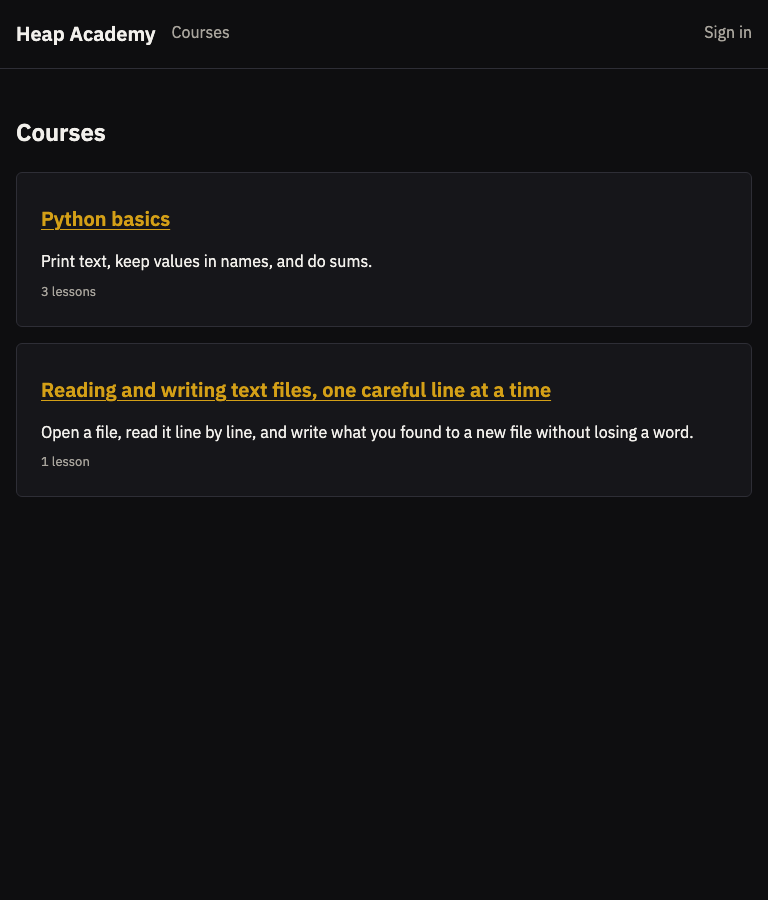 Heap Academy Courses Sign in
Courses
Python basics
Print text, keep values in names, and do sums.
3 lessons
Reading and writing text files, one careful line at a time
Open a file, read it line by line, and write what you found to a new file without losing a word.
1 lesson